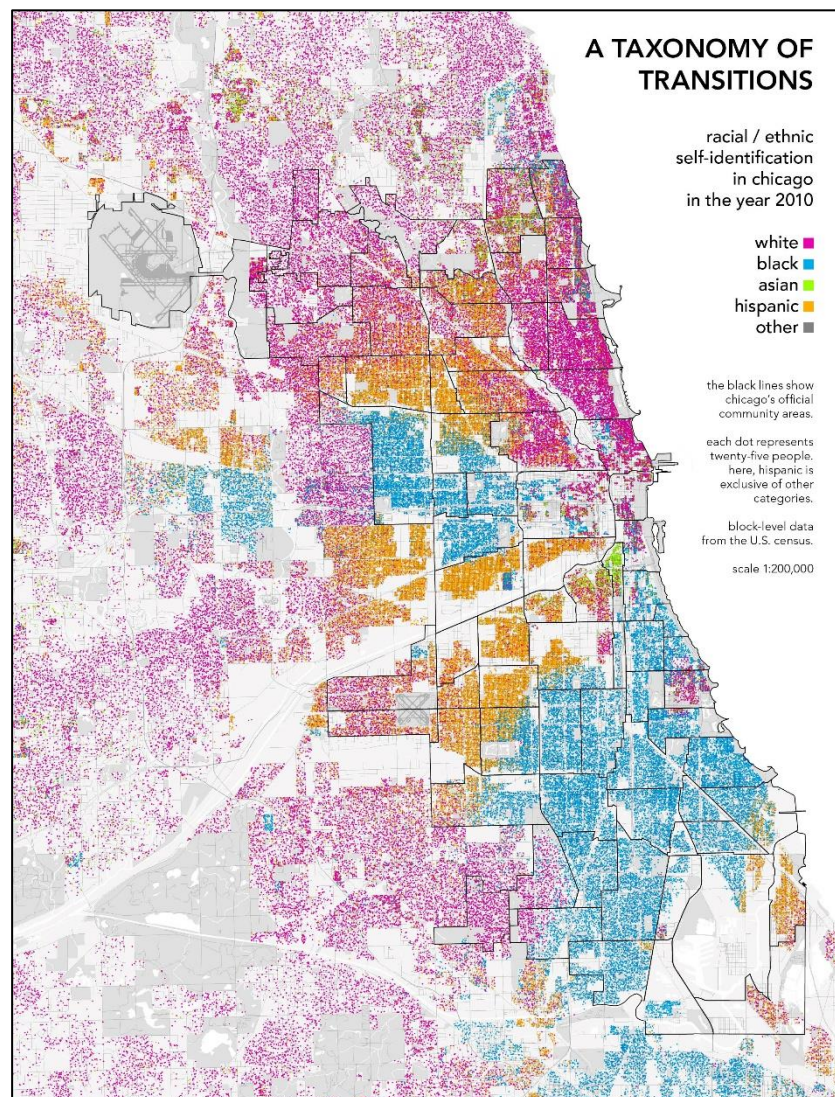 A TAXONOMY OF
TRANSITIONS
racial / ethnic
self-identification
in chicago
in the year 2010
white
black
asian
hispanic
other
the black lines show
chicago's official
community areas.
each dot represents
twenty-five people.
here, hispanic is
exclusive of other
categories.
block-level data
from the U.S. census.
scale 1:200,000